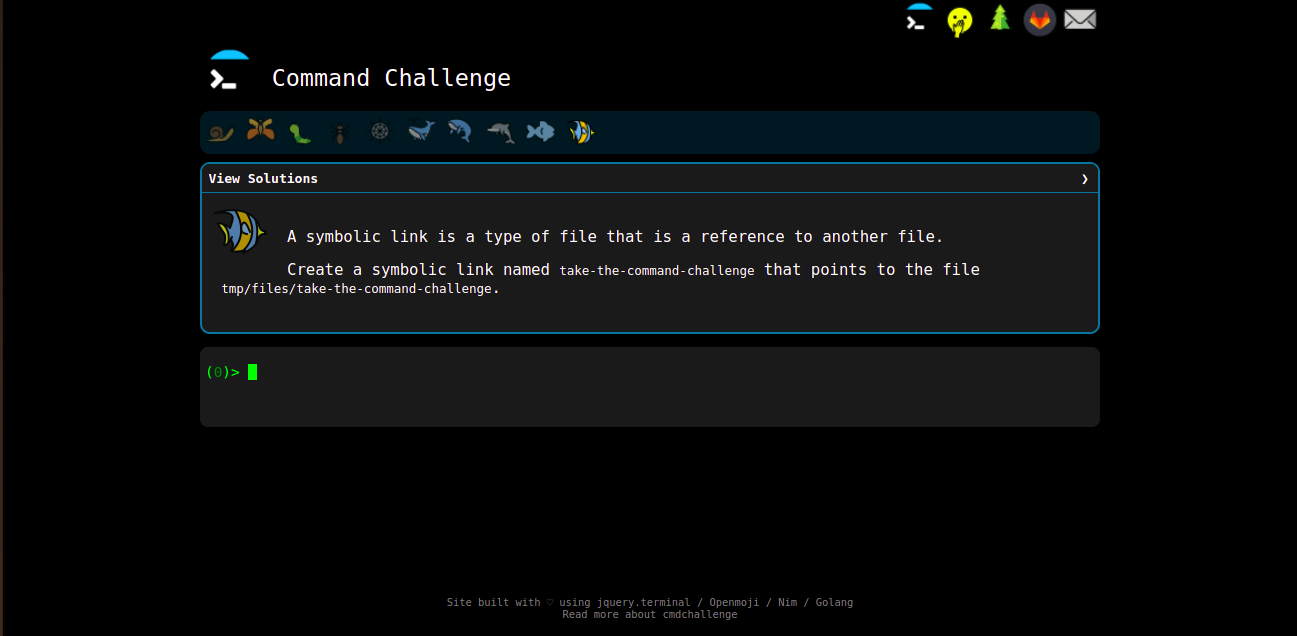 Command Challenge
View Solutions ❯
A symbolic link is a type of file that is a reference to another file.
Create a symbolic link named take-the-command-challenge that points to the file
tmp/files/take-the-command-challenge.
(0)>
Site built with ♡ using jquery.terminal / Openmoji / Nim / Golang
Read more about cmdchallenge